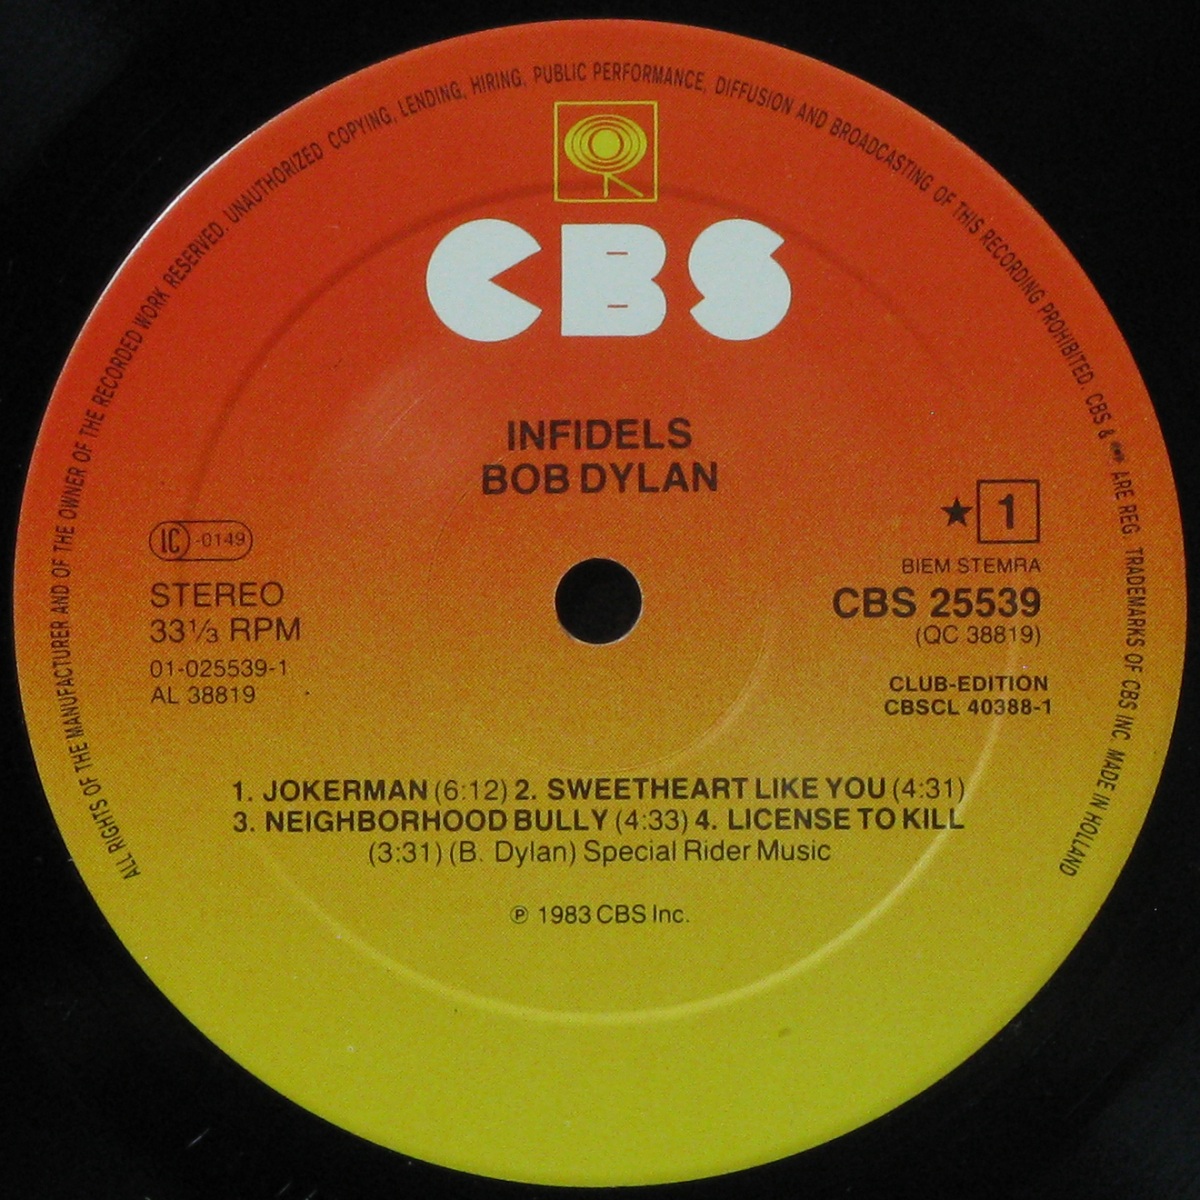 ALL RIGHTS OF THE MANUFACTURER AND OF THE OWNER OF THE RECORDED WORK RESERVED. UNAUTHORIZED COPYING, LENDING, HIRING, PUBLIC PERFORMANCE, DIFFUSION AND BROADCASTING OF THIS RECORDING PROHIBITED. CBS & ARE REG. TRADEMARKS OF CBS INC. MADE IN HOLLAND
CBS
INFIDELS
BOB DYLAN
IC -0149
STEREO
33⅓ RPM
01-025539-1
AL 38819
★ 1
BIEM STEMRA
CBS 25539
(QC 38819)
CLUB-EDITION
CBSCL 40388-1
1. JOKERMAN (6:12) 2. SWEETHEART LIKE YOU (4:31)
3. NEIGHBORHOOD BULLY (4:33) 4. LICENSE TO KILL
(3:31) (B. Dylan) Special Rider Music
℗ 1983 CBS Inc.